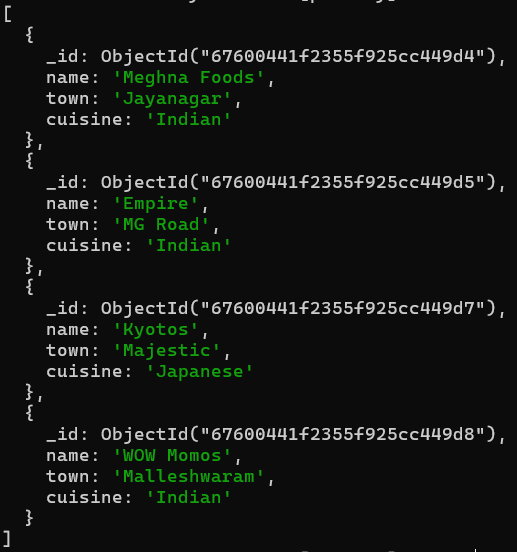 [
  {
    _id: ObjectId("67600441f2355f925cc449d4"),
    name: 'Meghna Foods',
    town: 'Jayanagar',
    cuisine: 'Indian'
  },
  {
    _id: ObjectId("67600441f2355f925cc449d5"),
    name: 'Empire',
    town: 'MG Road',
    cuisine: 'Indian'
  },
  {
    _id: ObjectId("67600441f2355f925cc449d7"),
    name: 'Kyotos',
    town: 'Majestic',
    cuisine: 'Japanese'
  },
  {
    _id: ObjectId("67600441f2355f925cc449d8"),
    name: 'WOW Momos',
    town: 'Malleshwaram',
    cuisine: 'Indian'
  }
]